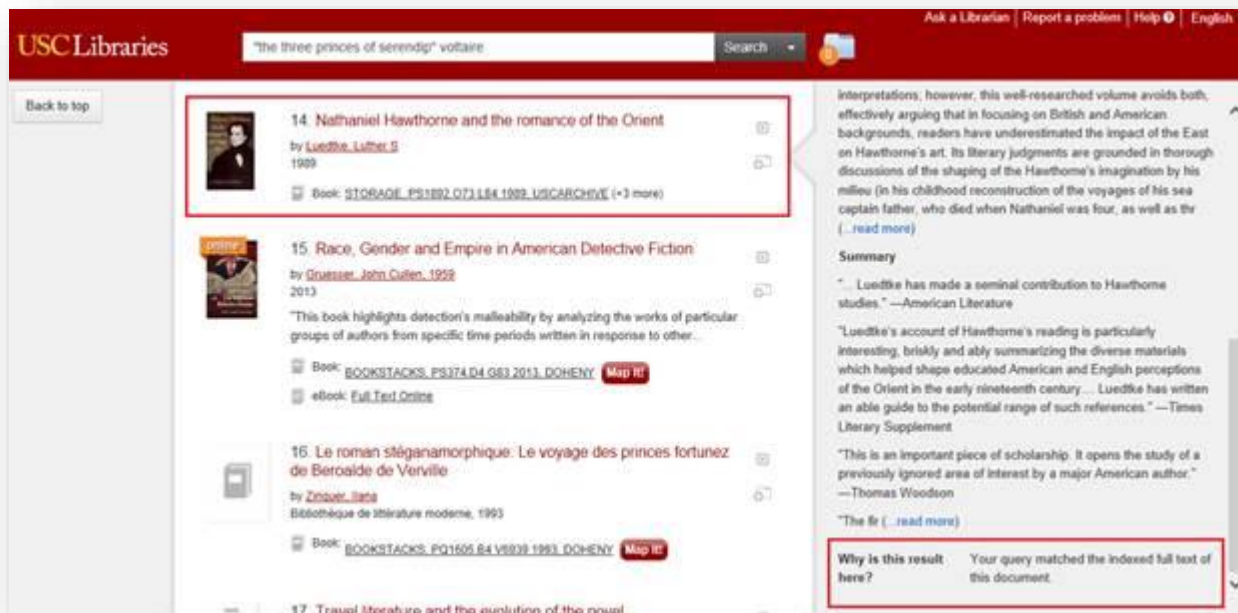 Ask a Librarian | Report a problem | Help | English
USC Libraries
"the three princes of serendip" voltaire
Search
0
Back to top
14. Nathaniel Hawthorne and the romance of the Orient
by Luedtke, Luther S
1989
Book: STORAGE, PS1892 O73 L84 1989, USCARCHIVE (+3 more)
online
15. Race, Gender and Empire in American Detective Fiction
by Gruesser, John Cullen, 1959
2013
"This book highlights detection's malleability by analyzing the works of particular
groups of authors from specific time periods written in response to other...
Book: BOOKSTACKS, PS374.D4 G83 2013, DOHENY Map It!
eBook: Full Text Online
16. Le roman stéganamorphique: Le voyage des princes fortunez
de Beroalde de Verville
by Zinguer, Ilana
Bibliothèque de littérature moderne, 1993
Book: BOOKSTACKS, PQ1605.B4 V6939 1993, DOHENY Map It!
17. Travel literature and the evolution of the novel
interpretations; however, this well-researched volume avoids both,
effectively arguing that in focusing on British and American
backgrounds, readers have underestimated the impact of the East
on Hawthorne's art. Its literary judgments are grounded in thorough
discussions of the shaping of the Hawthorne's imagination by his
milieu (in his childhood reconstruction of the voyages of his sea
captain father, who died when Nathaniel was four, as well as thr
(...read more)
Summary
"... Luedtke has made a seminal contribution to Hawthorne
studies." —American Literature
"Luedtke's account of Hawthorne's reading is particularly
interesting, briskly and ably summarizing the diverse materials
which helped shape educated American and English perceptions
of the Orient in the early nineteenth century.... Luedtke has written
an able guide to the potential range of such references." —Times
Literary Supplement
"This is an important piece of scholarship. It opens the study of a
previously ignored area of interest by a major American author."
—Thomas Woodson
"The fir (...read more)
Why is this result Your query matched the indexed full text of
here? this document.